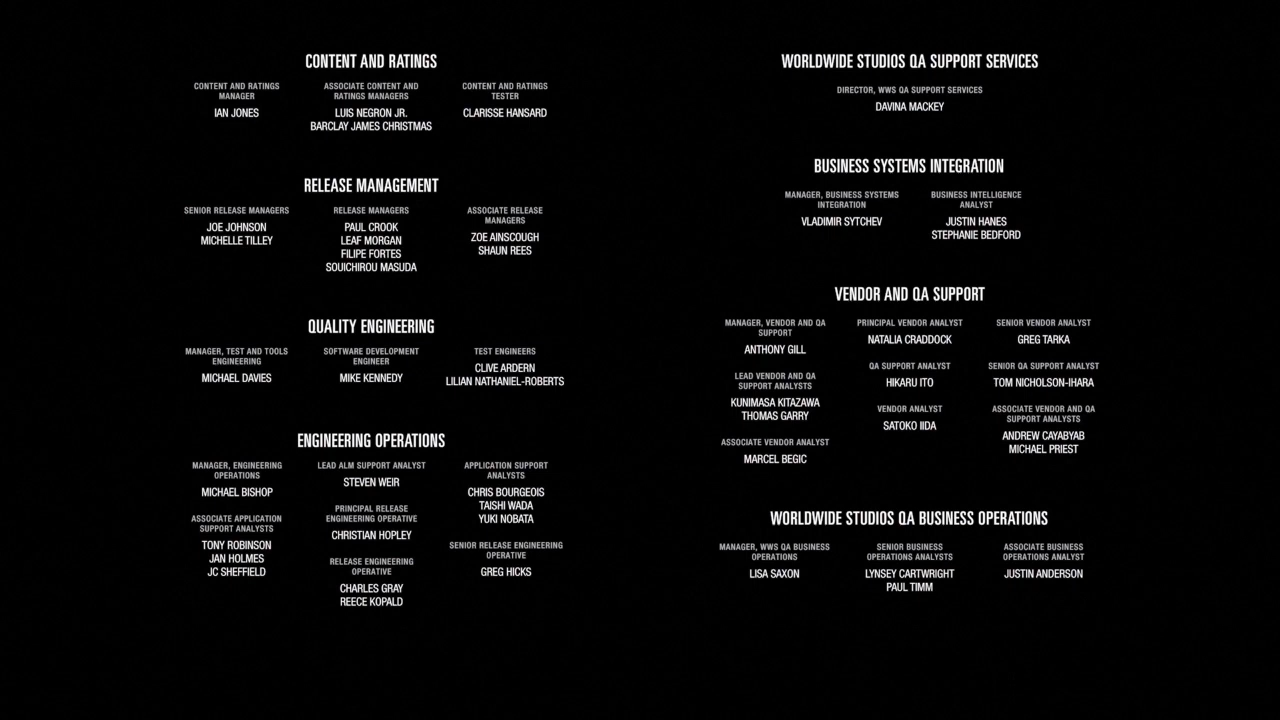 CONTENT AND RATINGS
CONTENT AND RATINGS
MANAGER
IAN JONES
ASSOCIATE CONTENT AND
RATINGS MANAGERS
LUIS NEGRON JR.
BARCLAY JAMES CHRISTMAS
CONTENT AND RATINGS
TESTER
CLARISSE HANSARD
RELEASE MANAGEMENT
SENIOR RELEASE MANAGERS
JOE JOHNSON
MICHELLE TILLEY
RELEASE MANAGERS
PAUL CROOK
LEAF MORGAN
FILIPE FORTES
SOUICHIROU MASUDA
ASSOCIATE RELEASE
MANAGERS
ZOE AINSCOUGH
SHAUN REES
QUALITY ENGINEERING
MANAGER, TEST AND TOOLS
ENGINEERING
MICHAEL DAVIES
SOFTWARE DEVELOPMENT
ENGINEER
MIKE KENNEDY
TEST ENGINEERS
CLIVE ARDERN
LILIAN NATHANIEL-ROBERTS
ENGINEERING OPERATIONS
MANAGER, ENGINEERING
OPERATIONS
MICHAEL BISHOP
ASSOCIATE APPLICATION
SUPPORT ANALYSTS
TONY ROBINSON
JAN HOLMES
JC SHEFFIELD
LEAD ALM SUPPORT ANALYST
STEVEN WEIR
PRINCIPAL RELEASE
ENGINEERING OPERATIVE
CHRISTIAN HOPLEY
RELEASE ENGINEERING
OPERATIVE
CHARLES GRAY
REECE KOPALD
APPLICATION SUPPORT
ANALYSTS
CHRIS BOURGEOIS
TAISHI WADA
YUKI NOBATA
SENIOR RELEASE ENGINEERING
OPERATIVE
GREG HICKS
WORLDWIDE STUDIOS QA SUPPORT SERVICES
DIRECTOR, WWS QA SUPPORT SERVICES
DAVINA MACKEY
BUSINESS SYSTEMS INTEGRATION
MANAGER, BUSINESS SYSTEMS
INTEGRATION
VLADIMIR SYTCHEV
BUSINESS INTELLIGENCE
ANALYST
JUSTIN HANES
STEPHANIE BEDFORD
VENDOR AND QA SUPPORT
MANAGER, VENDOR AND QA
SUPPORT
ANTHONY GILL
LEAD VENDOR AND QA
SUPPORT ANALYSTS
KUNIMASA KITAZAWA
THOMAS GARRY
ASSOCIATE VENDOR ANALYST
MARCEL BEGIC
PRINCIPAL VENDOR ANALYST
NATALIA CRADDOCK
QA SUPPORT ANALYST
HIKARU ITO
VENDOR ANALYST
SATOKO IIDA
SENIOR VENDOR ANALYST
GREG TARKA
SENIOR QA SUPPORT ANALYST
TOM NICHOLSON-IHARA
ASSOCIATE VENDOR AND QA
SUPPORT ANALYSTS
ANDREW CAYABYAB
MICHAEL PRIEST
WORLDWIDE STUDIOS QA BUSINESS OPERATIONS
MANAGER, WWS QA BUSINESS
OPERATIONS
LISA SAXON
SENIOR BUSINESS
OPERATIONS ANALYSTS
LYNSEY CARTWRIGHT
PAUL TIMM
ASSOCIATE BUSINESS
OPERATIONS ANALYST
JUSTIN ANDERSON